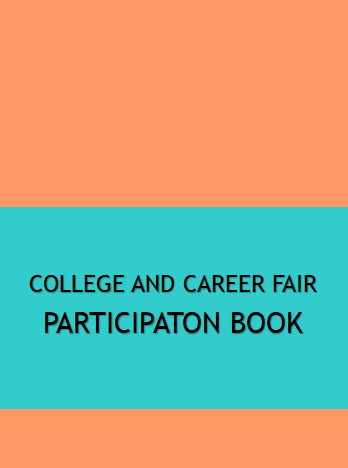 COLLEGE AND CAREER FAIR
PARTICIPATON BOOK